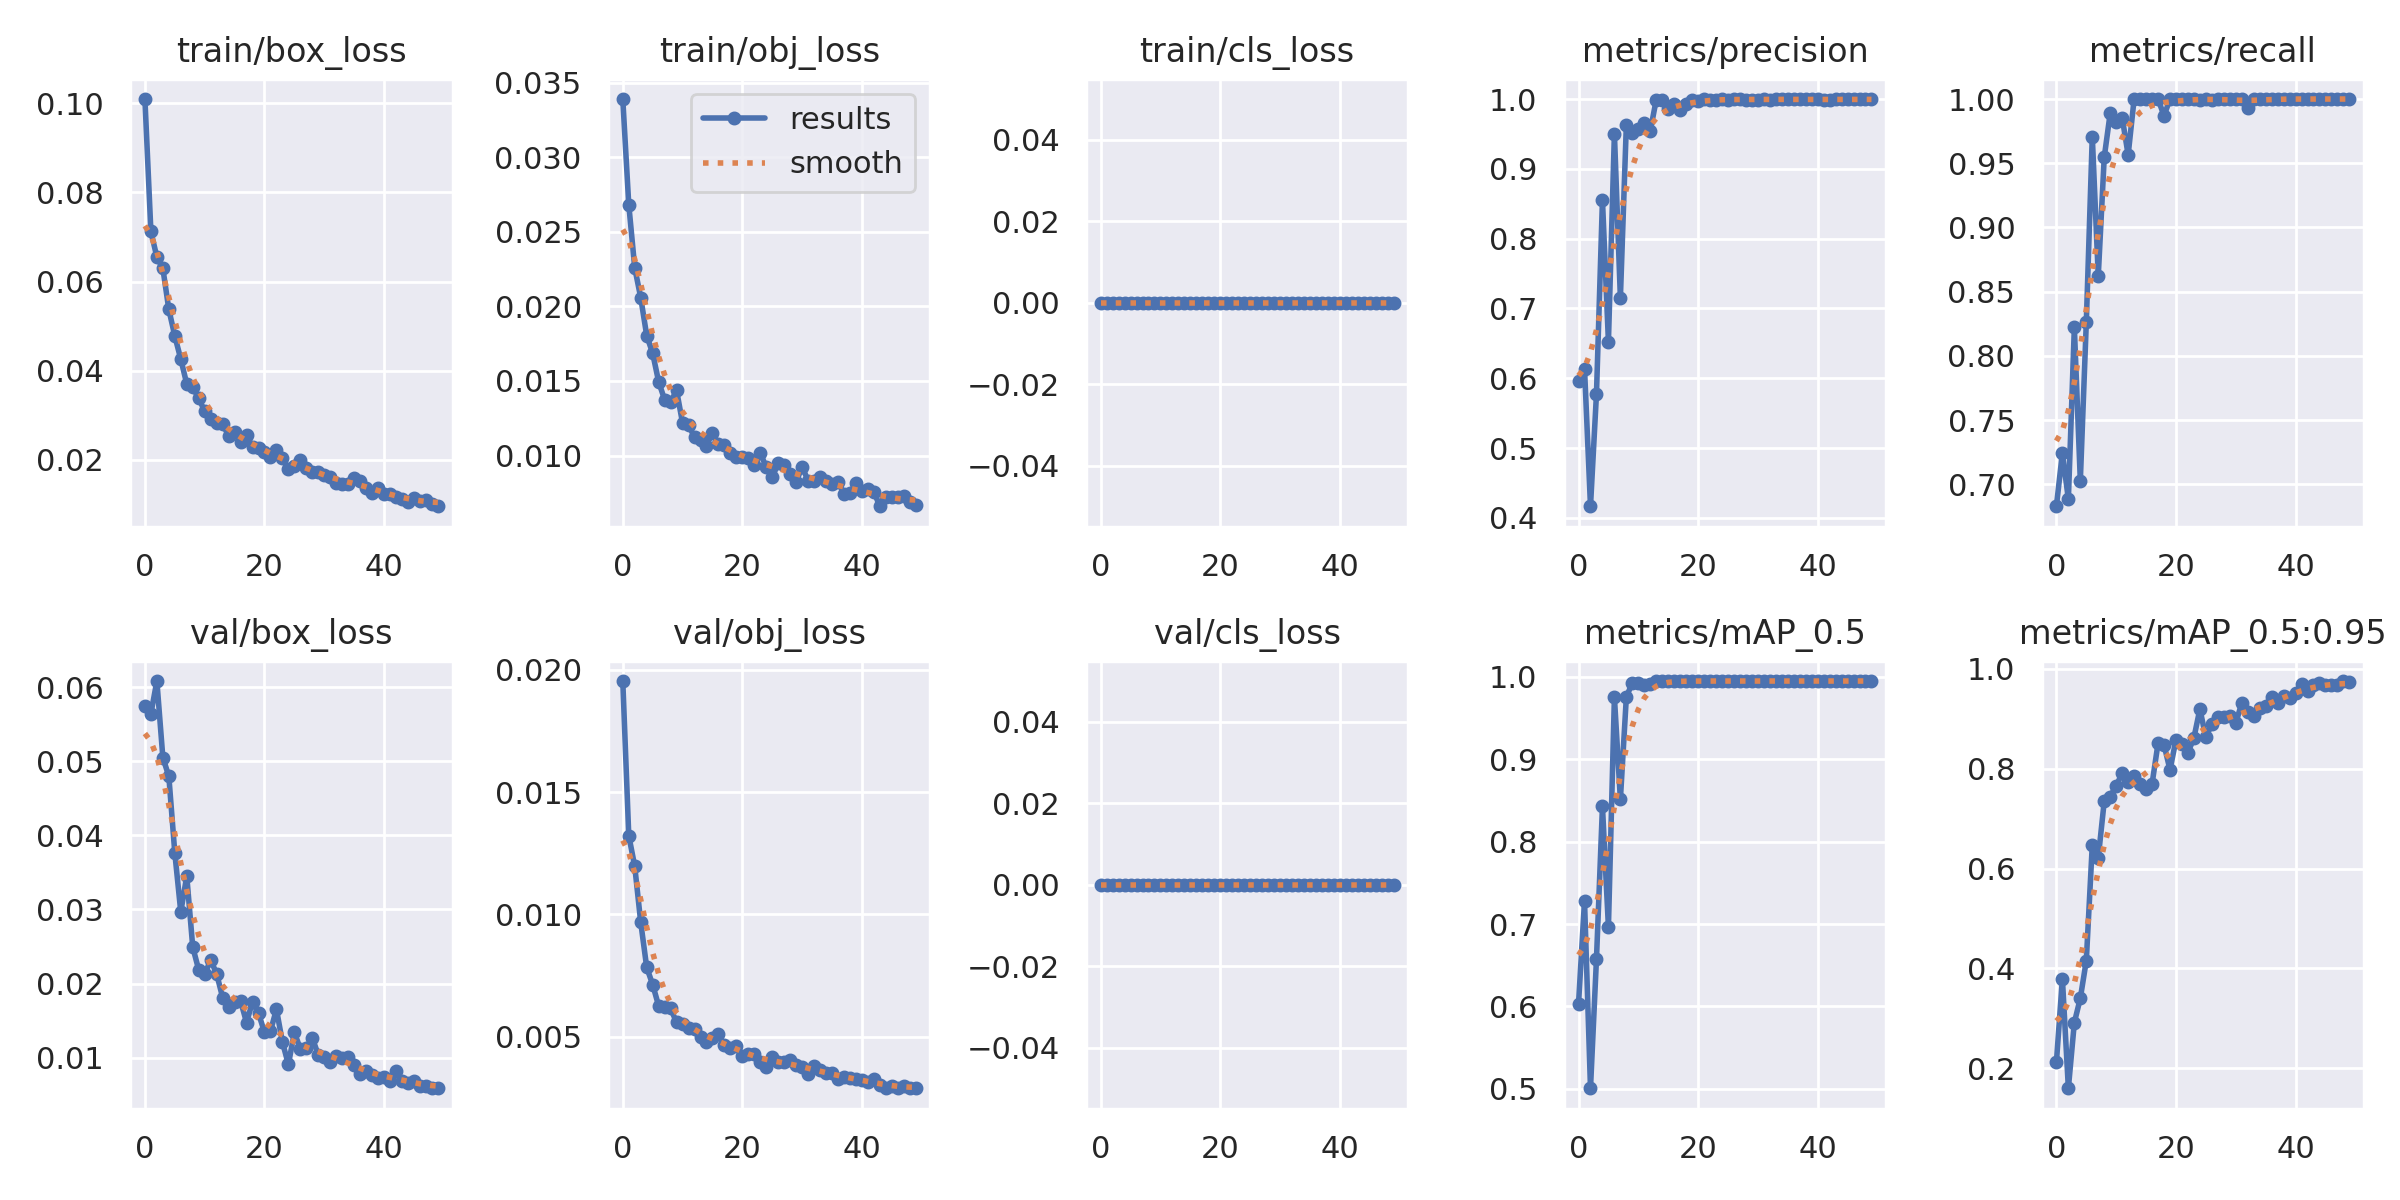 train/box_loss
0.10
0.08
0.06
0.04
0.02
0 20 40
train/obj_loss
0.035
0.030
0.025
0.020
0.015
0.010
results
smooth
0 20 40
train/cls_loss
0.04
0.02
0.00
−0.02
−0.04
0 20 40
metrics/precision
1.0
0.9
0.8
0.7
0.6
0.5
0.4
0 20 40
metrics/recall
1.00
0.95
0.90
0.85
0.80
0.75
0.70
0 20 40
val/box_loss
0.06
0.05
0.04
0.03
0.02
0.01
0 20 40
val/obj_loss
0.020
0.015
0.010
0.005
0 20 40
val/cls_loss
0.04
0.02
0.00
−0.02
−0.04
0 20 40
metrics/mAP_0.5
1.0
0.9
0.8
0.7
0.6
0.5
0 20 40
metrics/mAP_0.5:0.95
1.0
0.8
0.6
0.4
0.2
0 20 40